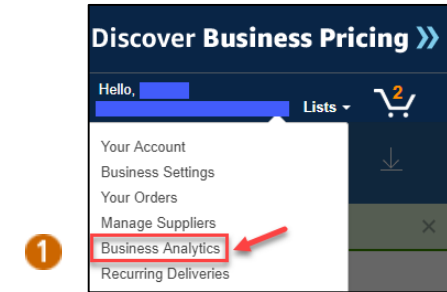 Discover Business Pricing »
Hello,
Lists
2
Your Account
Business Settings
Your Orders
Manage Suppliers
1 Business Analytics
Recurring Deliveries